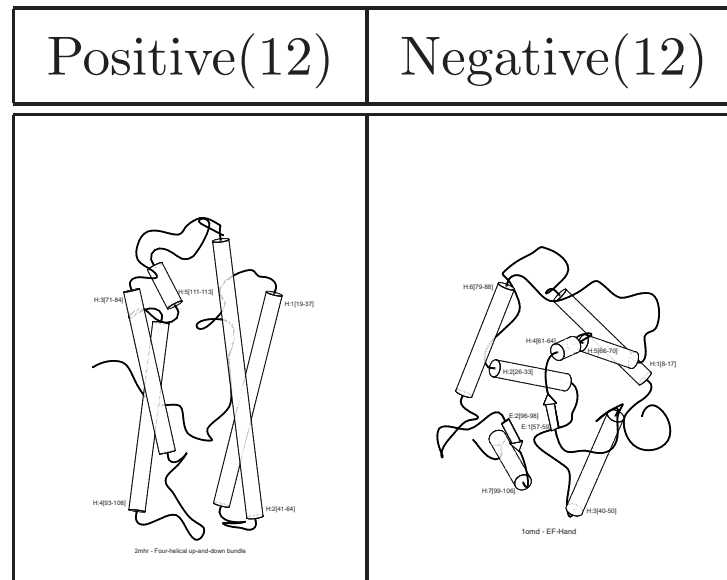 Positive(12)
Negative(12)
H:3[71-84]
H:5[111-113]
H:1[19-37]
H:4[93-108]
H:2[41-64]
2mhr - Four-helical up-and-down bundle
H:6[79-88]
H:4[61-64]
H:5[66-70]
H:1[8-17]
H:2[26-33]
E:2[96-98]
E:1[57-59]
H:7[99-106]
H:3[40-50]
1omd - EF-Hand